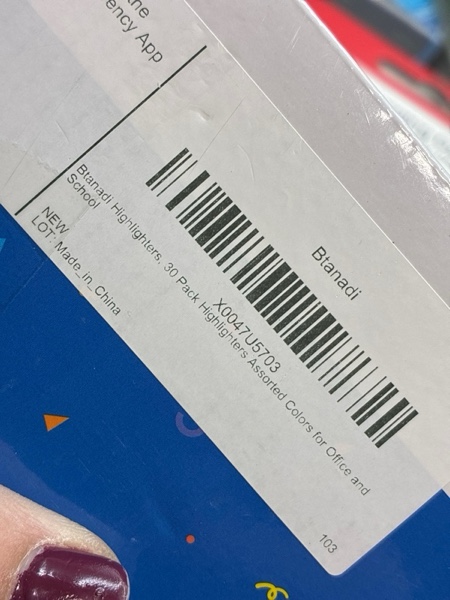 ency App
Btanadi
X0047U5703
Btanadi Highlighters, 30 Pack Highlighters Assorted Colors for Office and
School
NEW
LOT: Made_in_China
103